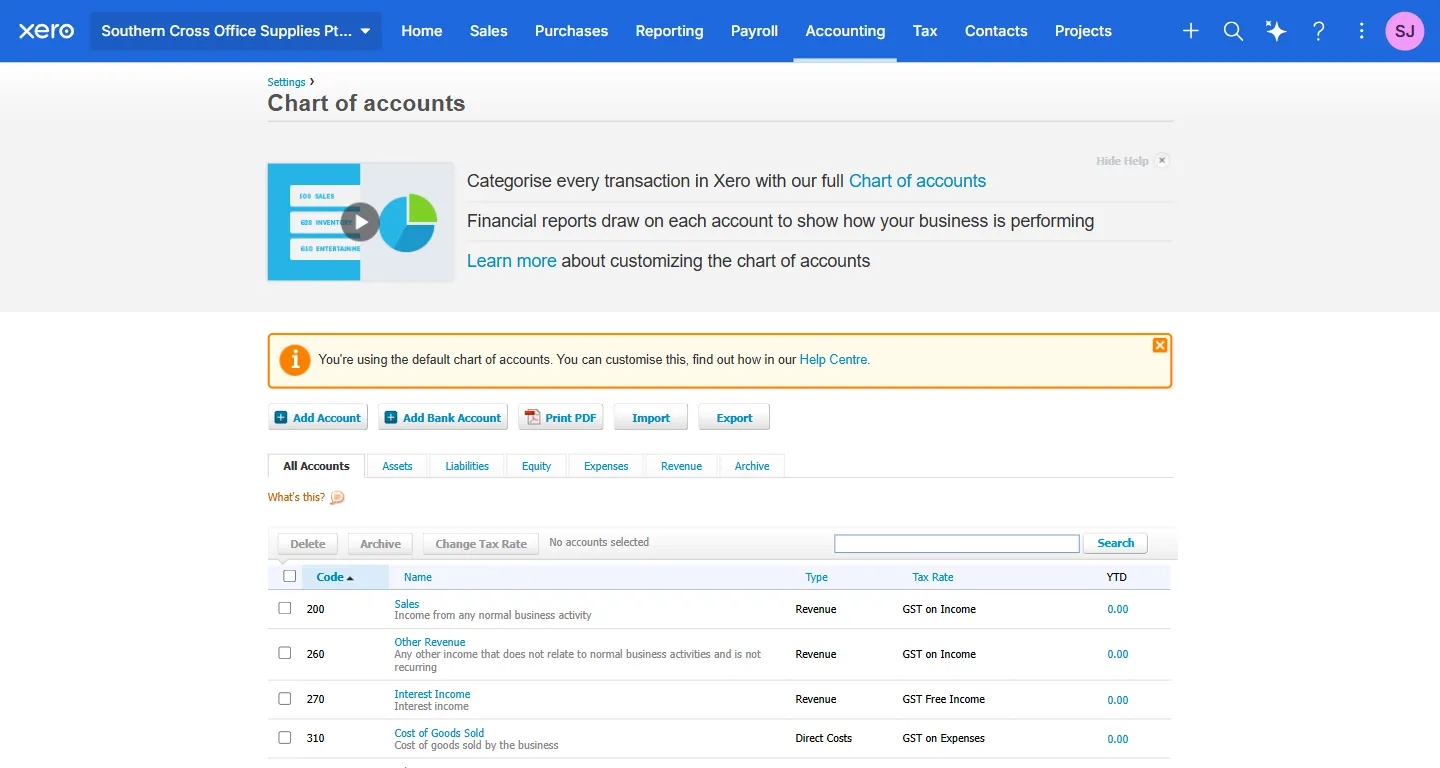 xero
Southern Cross Office Supplies Pt...
Home
Sales
Purchases
Reporting
Payroll
Accounting
Tax
Contacts
Projects
SJ
Settings ›
Chart of accounts
Hide Help
100 SALES
620 INVENTORY
Categorise every transaction in Xero with our full Chart of accounts
Financial reports draw on each account to show how your business is performing
Learn more about customizing the chart of accounts
You're using the default chart of accounts. You can customise this, find out how in our Help Centre.
Add Account
Add Bank Account
Print PDF
Import
Export
All Accounts
Assets
Liabilities
Equity
Expenses
Revenue
Archive
What's this?
Delete
Archive
Change Tax Rate
No accounts selected
Search
Code
Name
Type
Tax Rate
YTD
200
Sales
Income from any normal business activity
Revenue
GST on Income
0.00
260
Other Revenue
Any other income that does not relate to normal business activities and is not
recurring
Revenue
GST on Income
0.00
270
Interest Income
Interest income
Revenue
GST Free Income
0.00
310
Cost of Goods Sold
Cost of goods sold by the business
Direct Costs
GST on Expenses
0.00